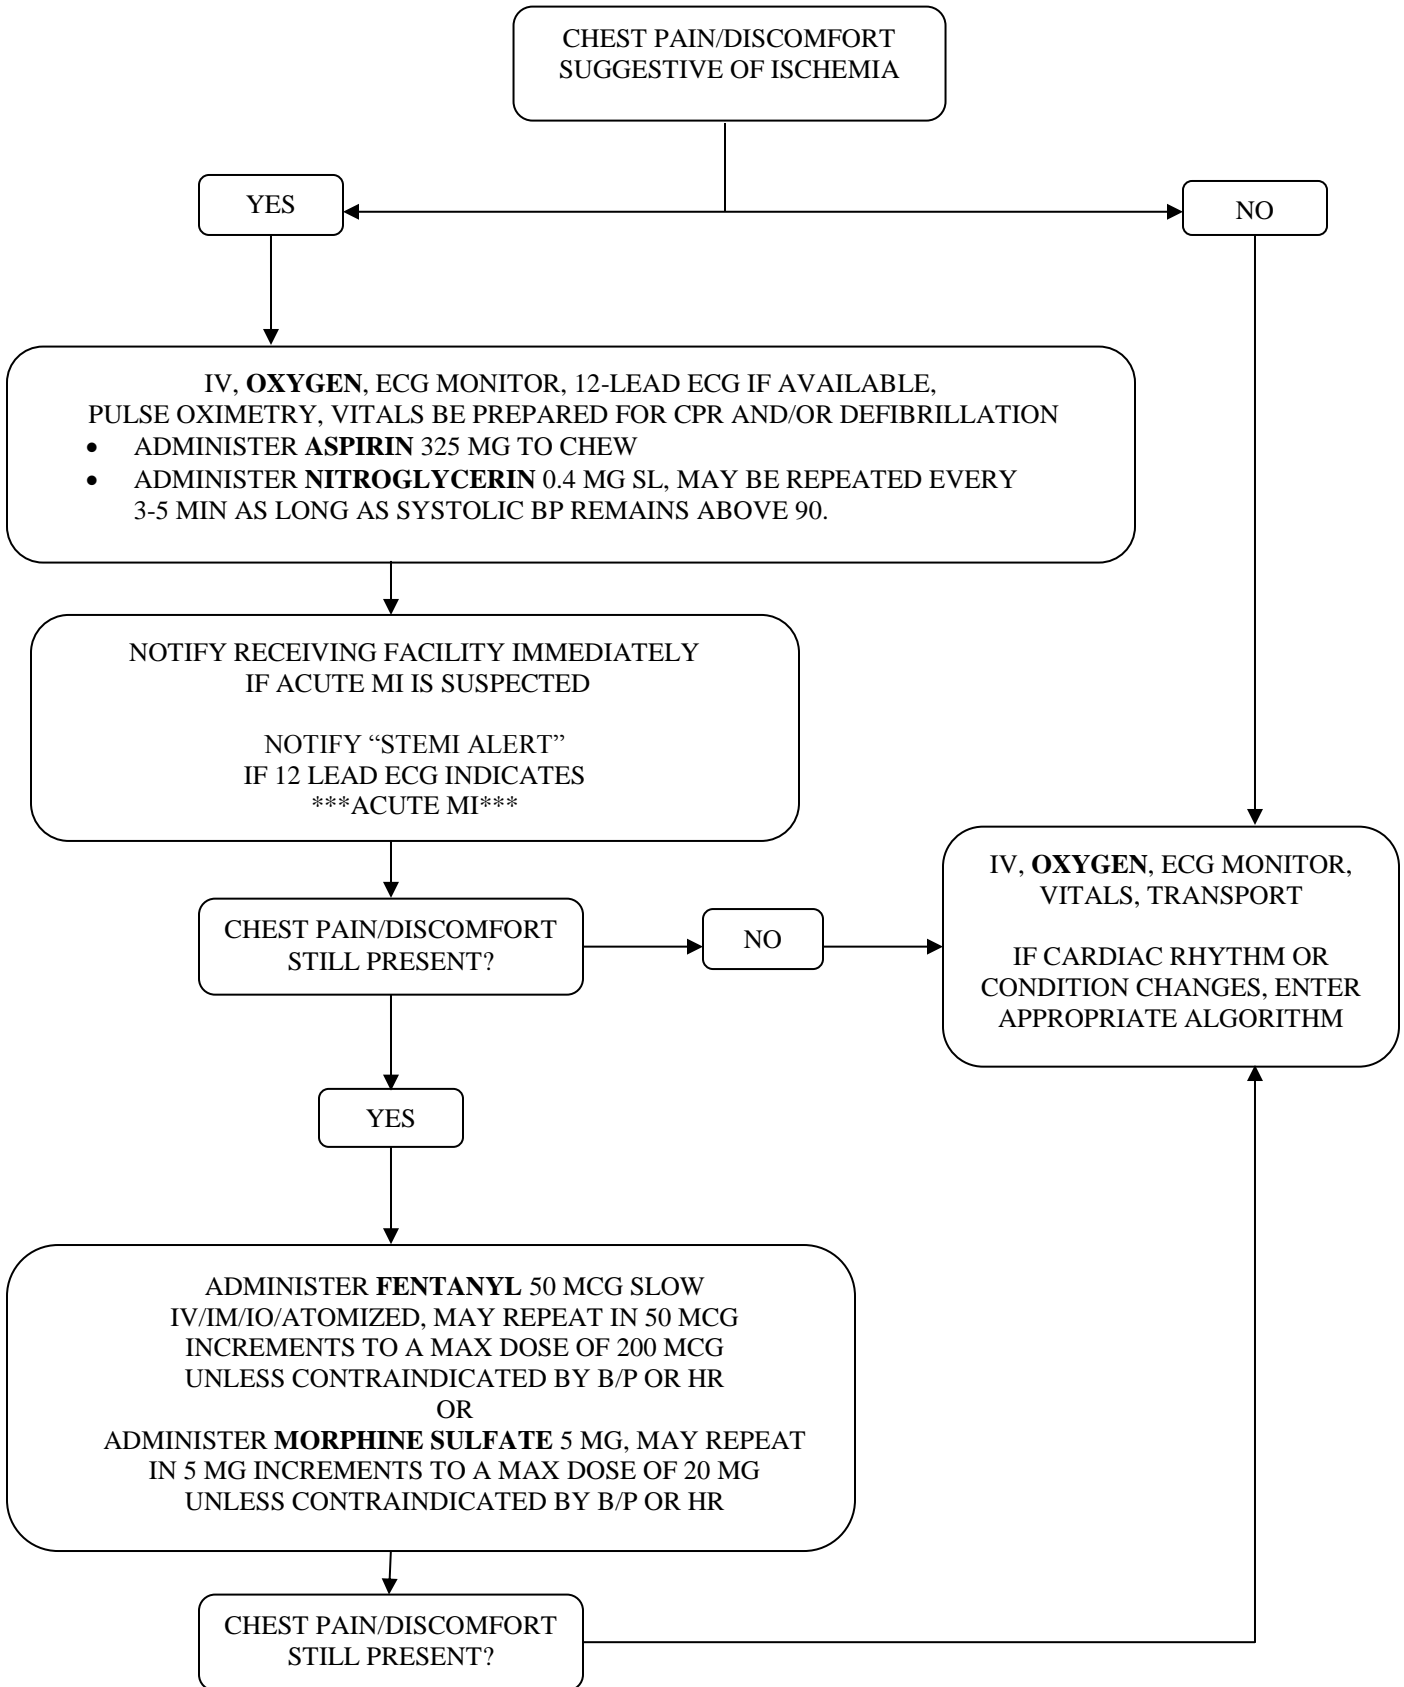 CHEST PAIN/DISCOMFORT
SUGGESTIVE OF ISCHEMIA
YES
NO
IV, OXYGEN, ECG MONITOR, 12-LEAD ECG IF AVAILABLE,
PULSE OXIMETRY, VITALS BE PREPARED FOR CPR AND/OR DEFIBRILLATION
• ADMINISTER ASPIRIN 325 MG TO CHEW
• ADMINISTER NITROGLYCERIN 0.4 MG SL, MAY BE REPEATED EVERY
3-5 MIN AS LONG AS SYSTOLIC BP REMAINS ABOVE 90.
NOTIFY RECEIVING FACILITY IMMEDIATELY
IF ACUTE MI IS SUSPECTED
NOTIFY “STEMI ALERT”
IF 12 LEAD ECG INDICATES
***ACUTE MI***
CHEST PAIN/DISCOMFORT
STILL PRESENT?
NO
IV, OXYGEN, ECG MONITOR,
VITALS, TRANSPORT
IF CARDIAC RHYTHM OR
CONDITION CHANGES, ENTER
APPROPRIATE ALGORITHM
YES
ADMINISTER FENTANYL 50 MCG SLOW
IV/IM/IO/ATOMIZED, MAY REPEAT IN 50 MCG
INCREMENTS TO A MAX DOSE OF 200 MCG
UNLESS CONTRAINDICATED BY B/P OR HR
OR
ADMINISTER MORPHINE SULFATE 5 MG, MAY REPEAT
IN 5 MG INCREMENTS TO A MAX DOSE OF 20 MG
UNLESS CONTRAINDICATED BY B/P OR HR
CHEST PAIN/DISCOMFORT
STILL PRESENT?